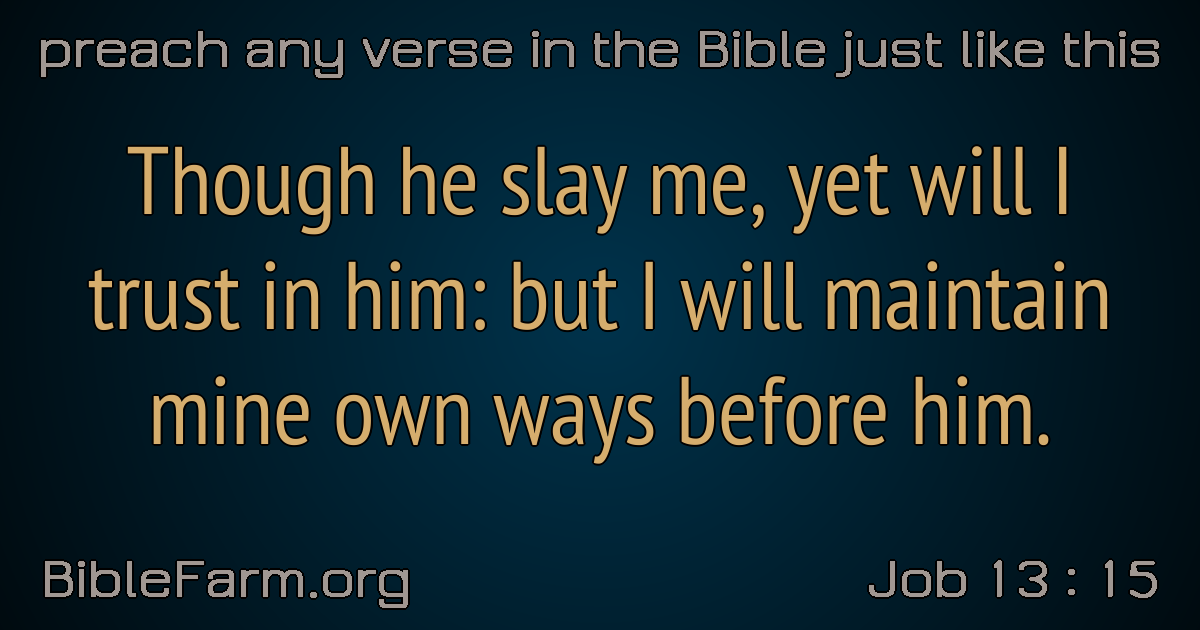 preach any verse in the Bible just like this
Though he slay me, yet will I
trust in him: but I will maintain
mine own ways before him.
BibleFarm.org
Job 13 : 15